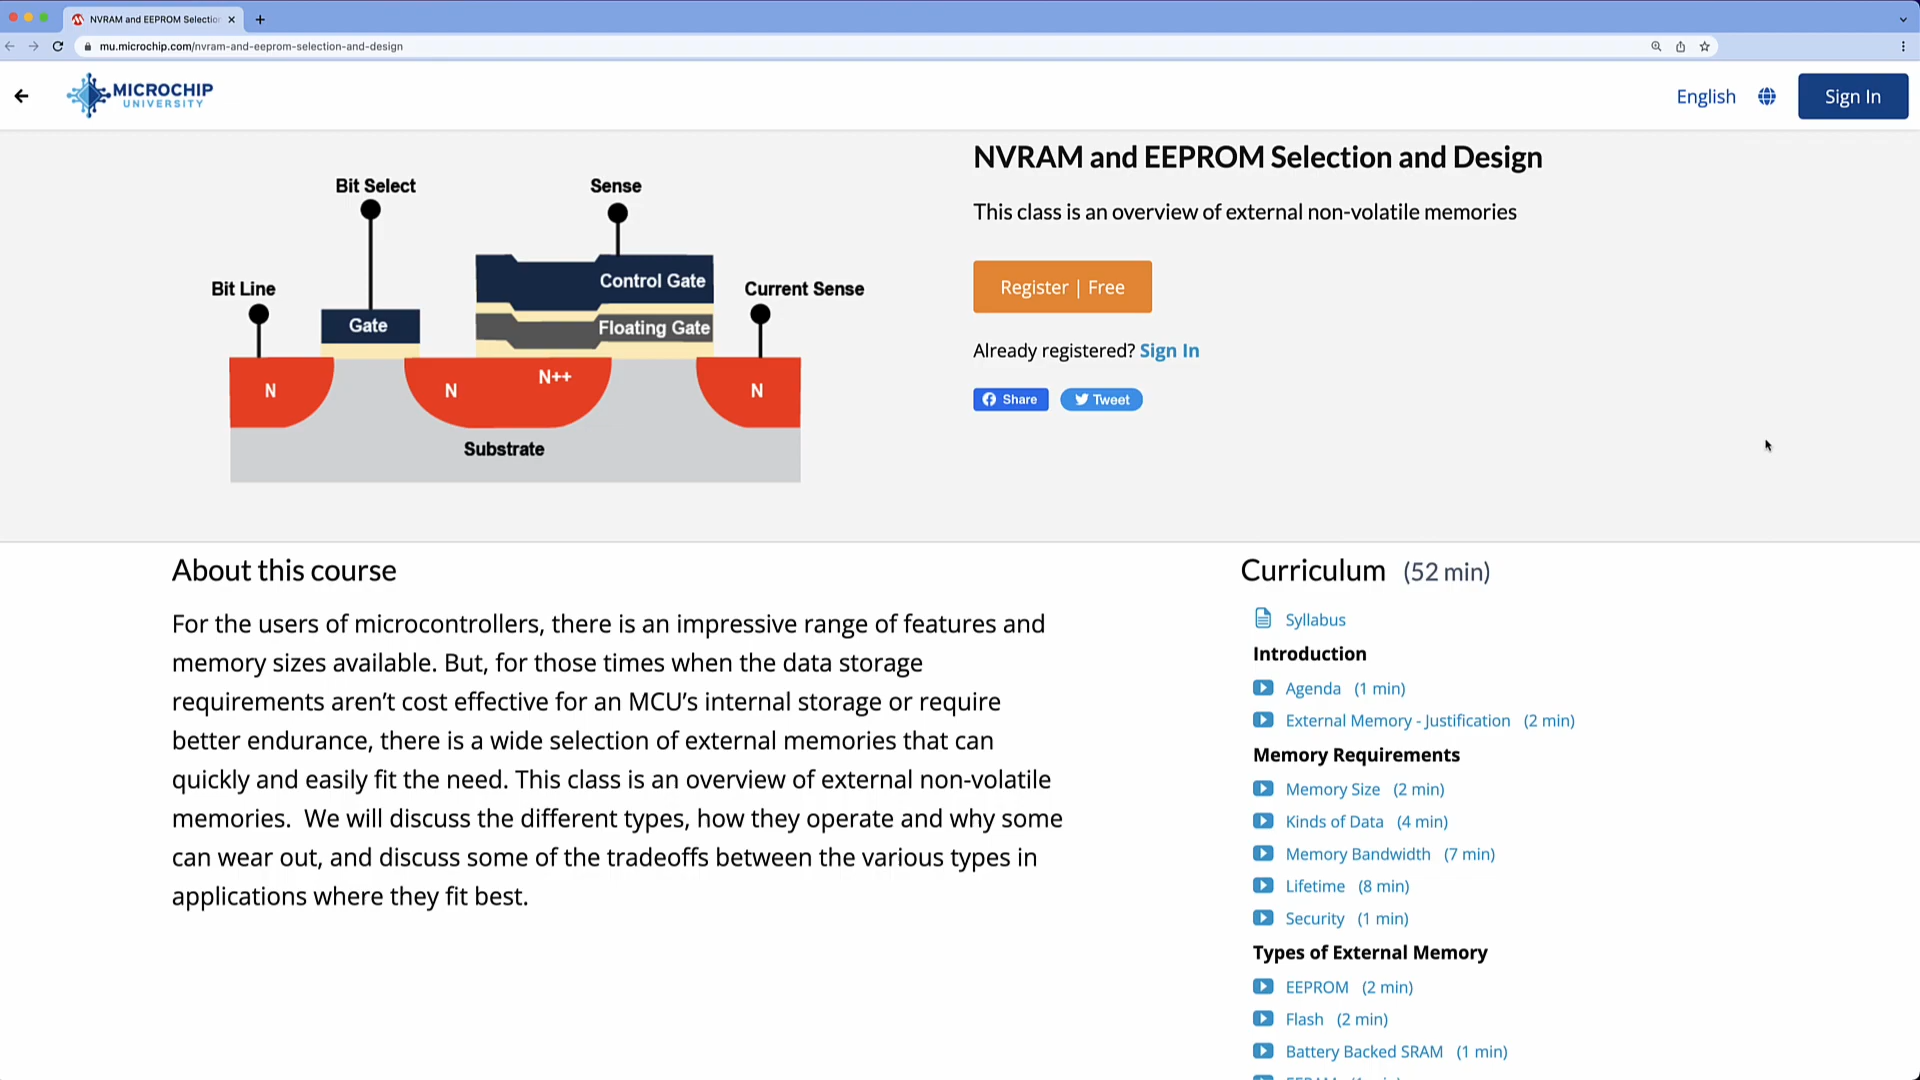 NVRAM and EEPROM Selectio
mu.microchip.com/nvram-and-eeprom-selection-and-design
MICROCHIP
UNIVERSITY
English
Sign In
Bit Select
Sense
Bit Line
Control Gate
Current Sense
Gate
Floating Gate
N
N
N++
N
Substrate
NVRAM and EEPROM Selection and Design
This class is an overview of external non-volatile memories
Register | Free
Already registered? Sign In
Share
Tweet
About this course
For the users of microcontrollers, there is an impressive range of features and
memory sizes available. But, for those times when the data storage
requirements aren’t cost effective for an MCU’s internal storage or require
better endurance, there is a wide selection of external memories that can
quickly and easily fit the need. This class is an overview of external non-volatile
memories.  We will discuss the different types, how they operate and why some
can wear out, and discuss some of the tradeoffs between the various types in
applications where they fit best.
Curriculum (52 min)
Syllabus
Introduction
Agenda (1 min)
External Memory - Justification (2 min)
Memory Requirements
Memory Size (2 min)
Kinds of Data (4 min)
Memory Bandwidth (7 min)
Lifetime (8 min)
Security (1 min)
Types of External Memory
EEPROM (2 min)
Flash (2 min)
Battery Backed SRAM (1 min)